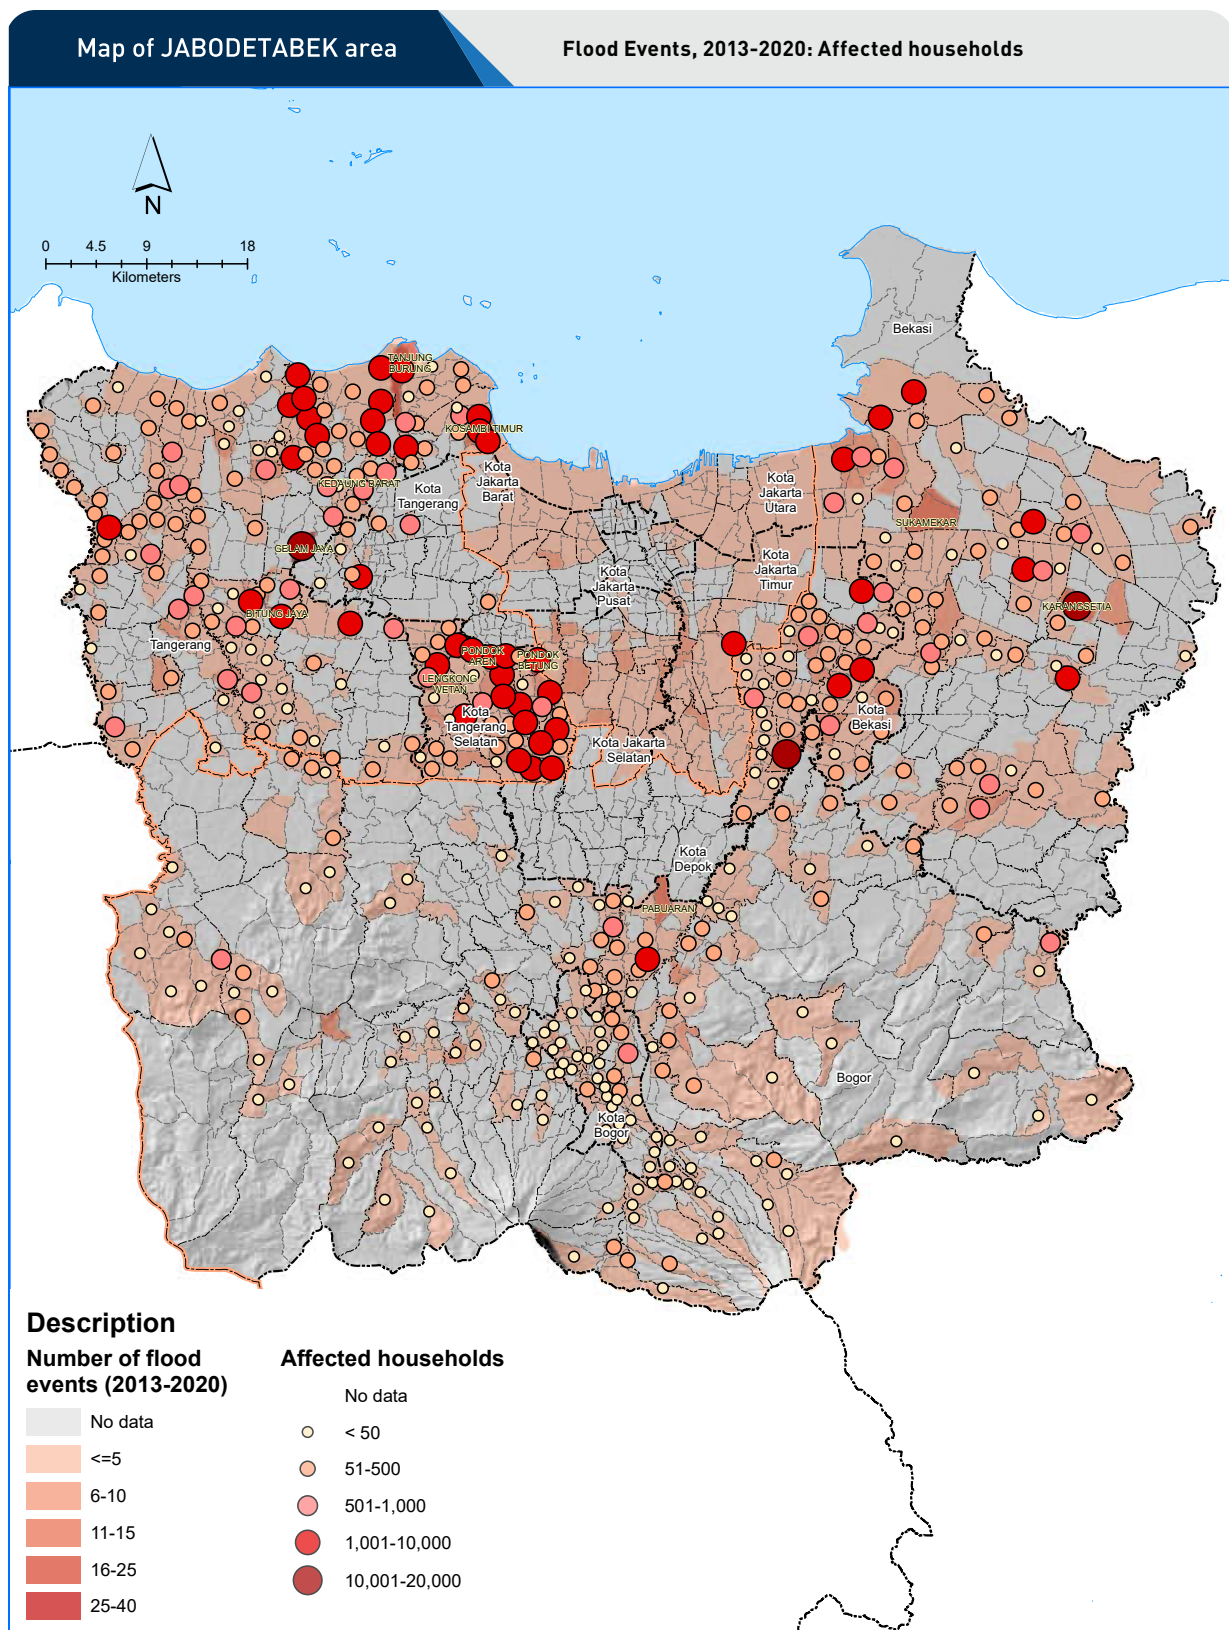 Map of JABODETABEK area
Flood Events, 2013-2020: Affected households
N
0 4.5 9 18
Kilometers
Bekasi
TANJUNG
BURUNG
KOSAMBI TIMUR
Kota
Jakarta
Barat
Kota
Jakarta
Utara
KEDAUNG BARAT
Kota
Tangerang
SUKAMEKAR
GELAM JAYA
Kota
Jakarta
Timur
Kota
Jakarta
Pusat
BITUNG JAYA
KARANGSETIA
Tangerang
PONDOK
AREN
PONDOK
BETUNG
LENGKONG
WETAN
Kota
Tangerang
Selatan
Kota
Bekasi
Kota Jakarta
Selatan
Kota
Depok
PABUARAN
Bogor
Kota
Bogor
Description
Number of flood
events (2013-2020)
No data
<=5
6-10
11-15
16-25
25-40
Affected households
No data
< 50
51-500
501-1,000
1,001-10,000
10,001-20,000